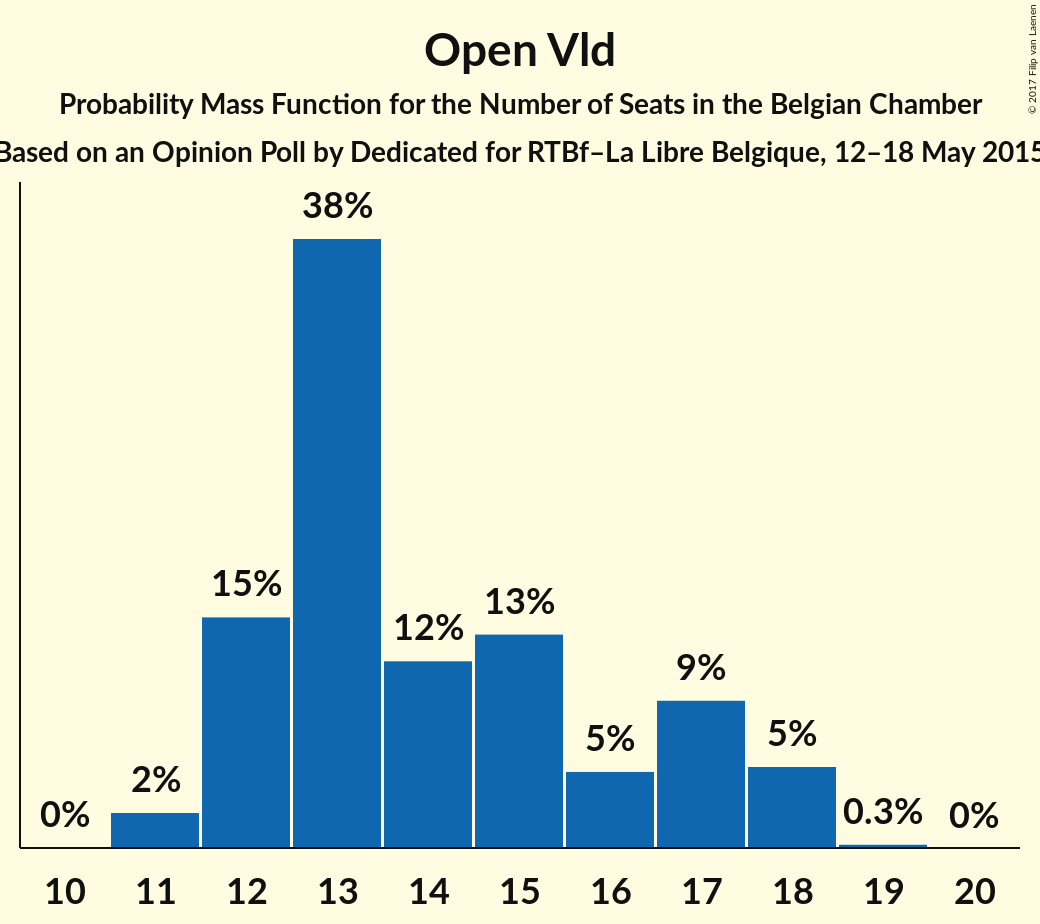 Open Vld
Probability Mass Function for the Number of Seats in the Belgian Chamber
Based on an Opinion Poll by Dedicated for RTBf–La Libre Belgique, 12–18 May 2015
© 2017 Filip van Laenen
38%
15%
13%
12%
9%
5%
5%
2%
0%
0.3%
0%
10 11 12 13 14 15 16 17 18 19 20